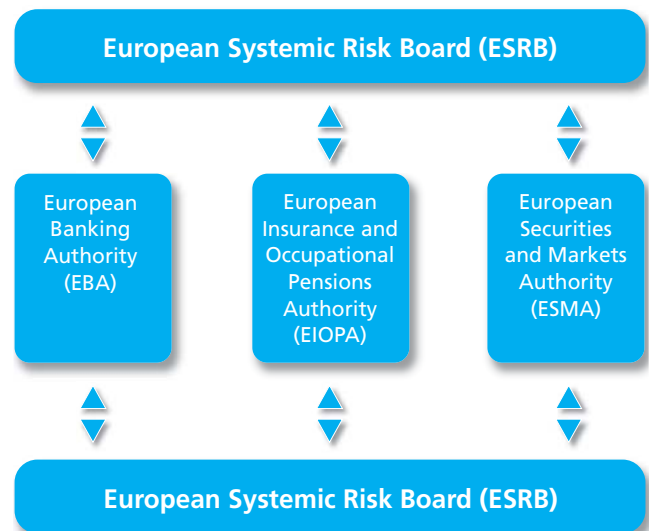 European Systemic Risk Board (ESRB)
European
Banking
Authority
(EBA)
European
Insurance and
Occupational
Pensions
Authority
(EIOPA)
European
Securities
and Markets
Authority
(ESMA)
European Systemic Risk Board (ESRB)